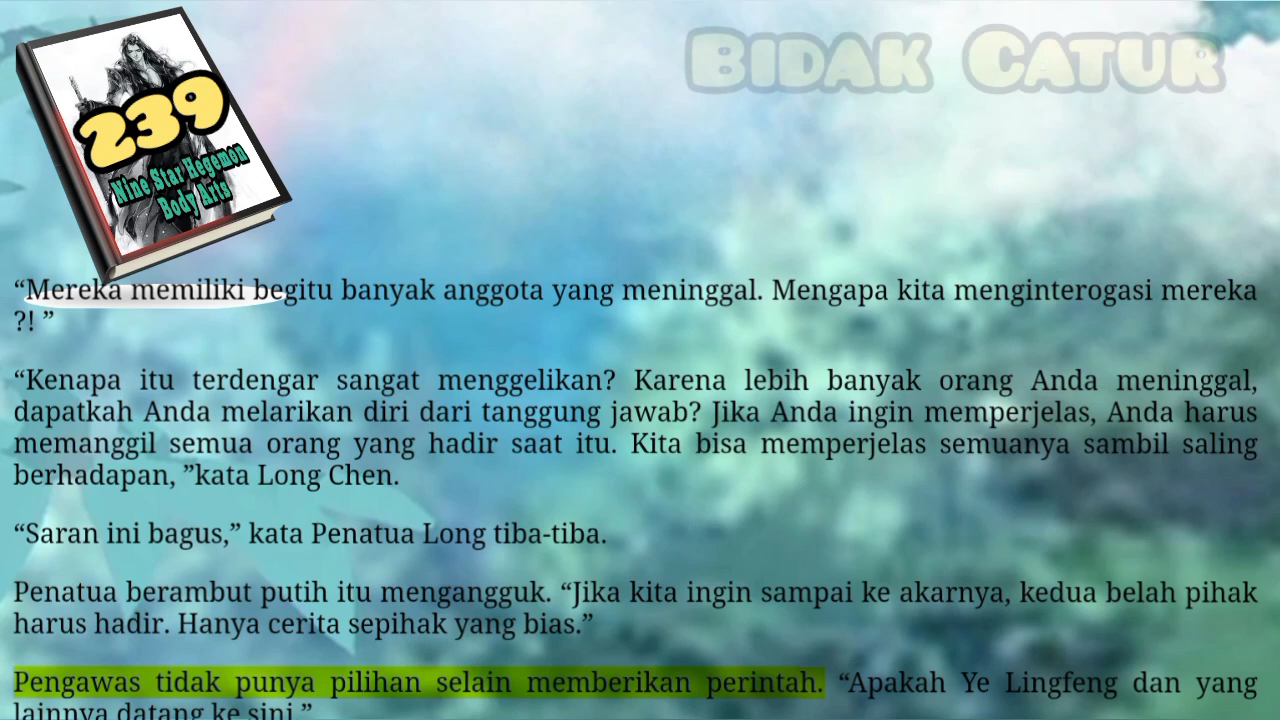 BIDAK CATUR
239
Nine Star Hegemon
Body Arts
“Mereka memiliki begitu banyak anggota yang meninggal. Mengapa kita menginterogasi mereka
?! ”
“Kenapa itu terdengar sangat menggelikan? Karena lebih banyak orang Anda meninggal,
dapatkah Anda melarikan diri dari tanggung jawab? Jika Anda ingin memperjelas, Anda harus
memanggil semua orang yang hadir saat itu. Kita bisa memperjelas semuanya sambil saling
berhadapan, ”kata Long Chen.
“Saran ini bagus,” kata Penatua Long tiba-tiba.
Penatua berambut putih itu mengangguk. “Jika kita ingin sampai ke akarnya, kedua belah pihak
harus hadir. Hanya cerita sepihak yang bias.”
Pengawas tidak punya pilihan selain memberikan perintah. “Apakah Ye Lingfeng dan yang
lainnya datang ke sini.”